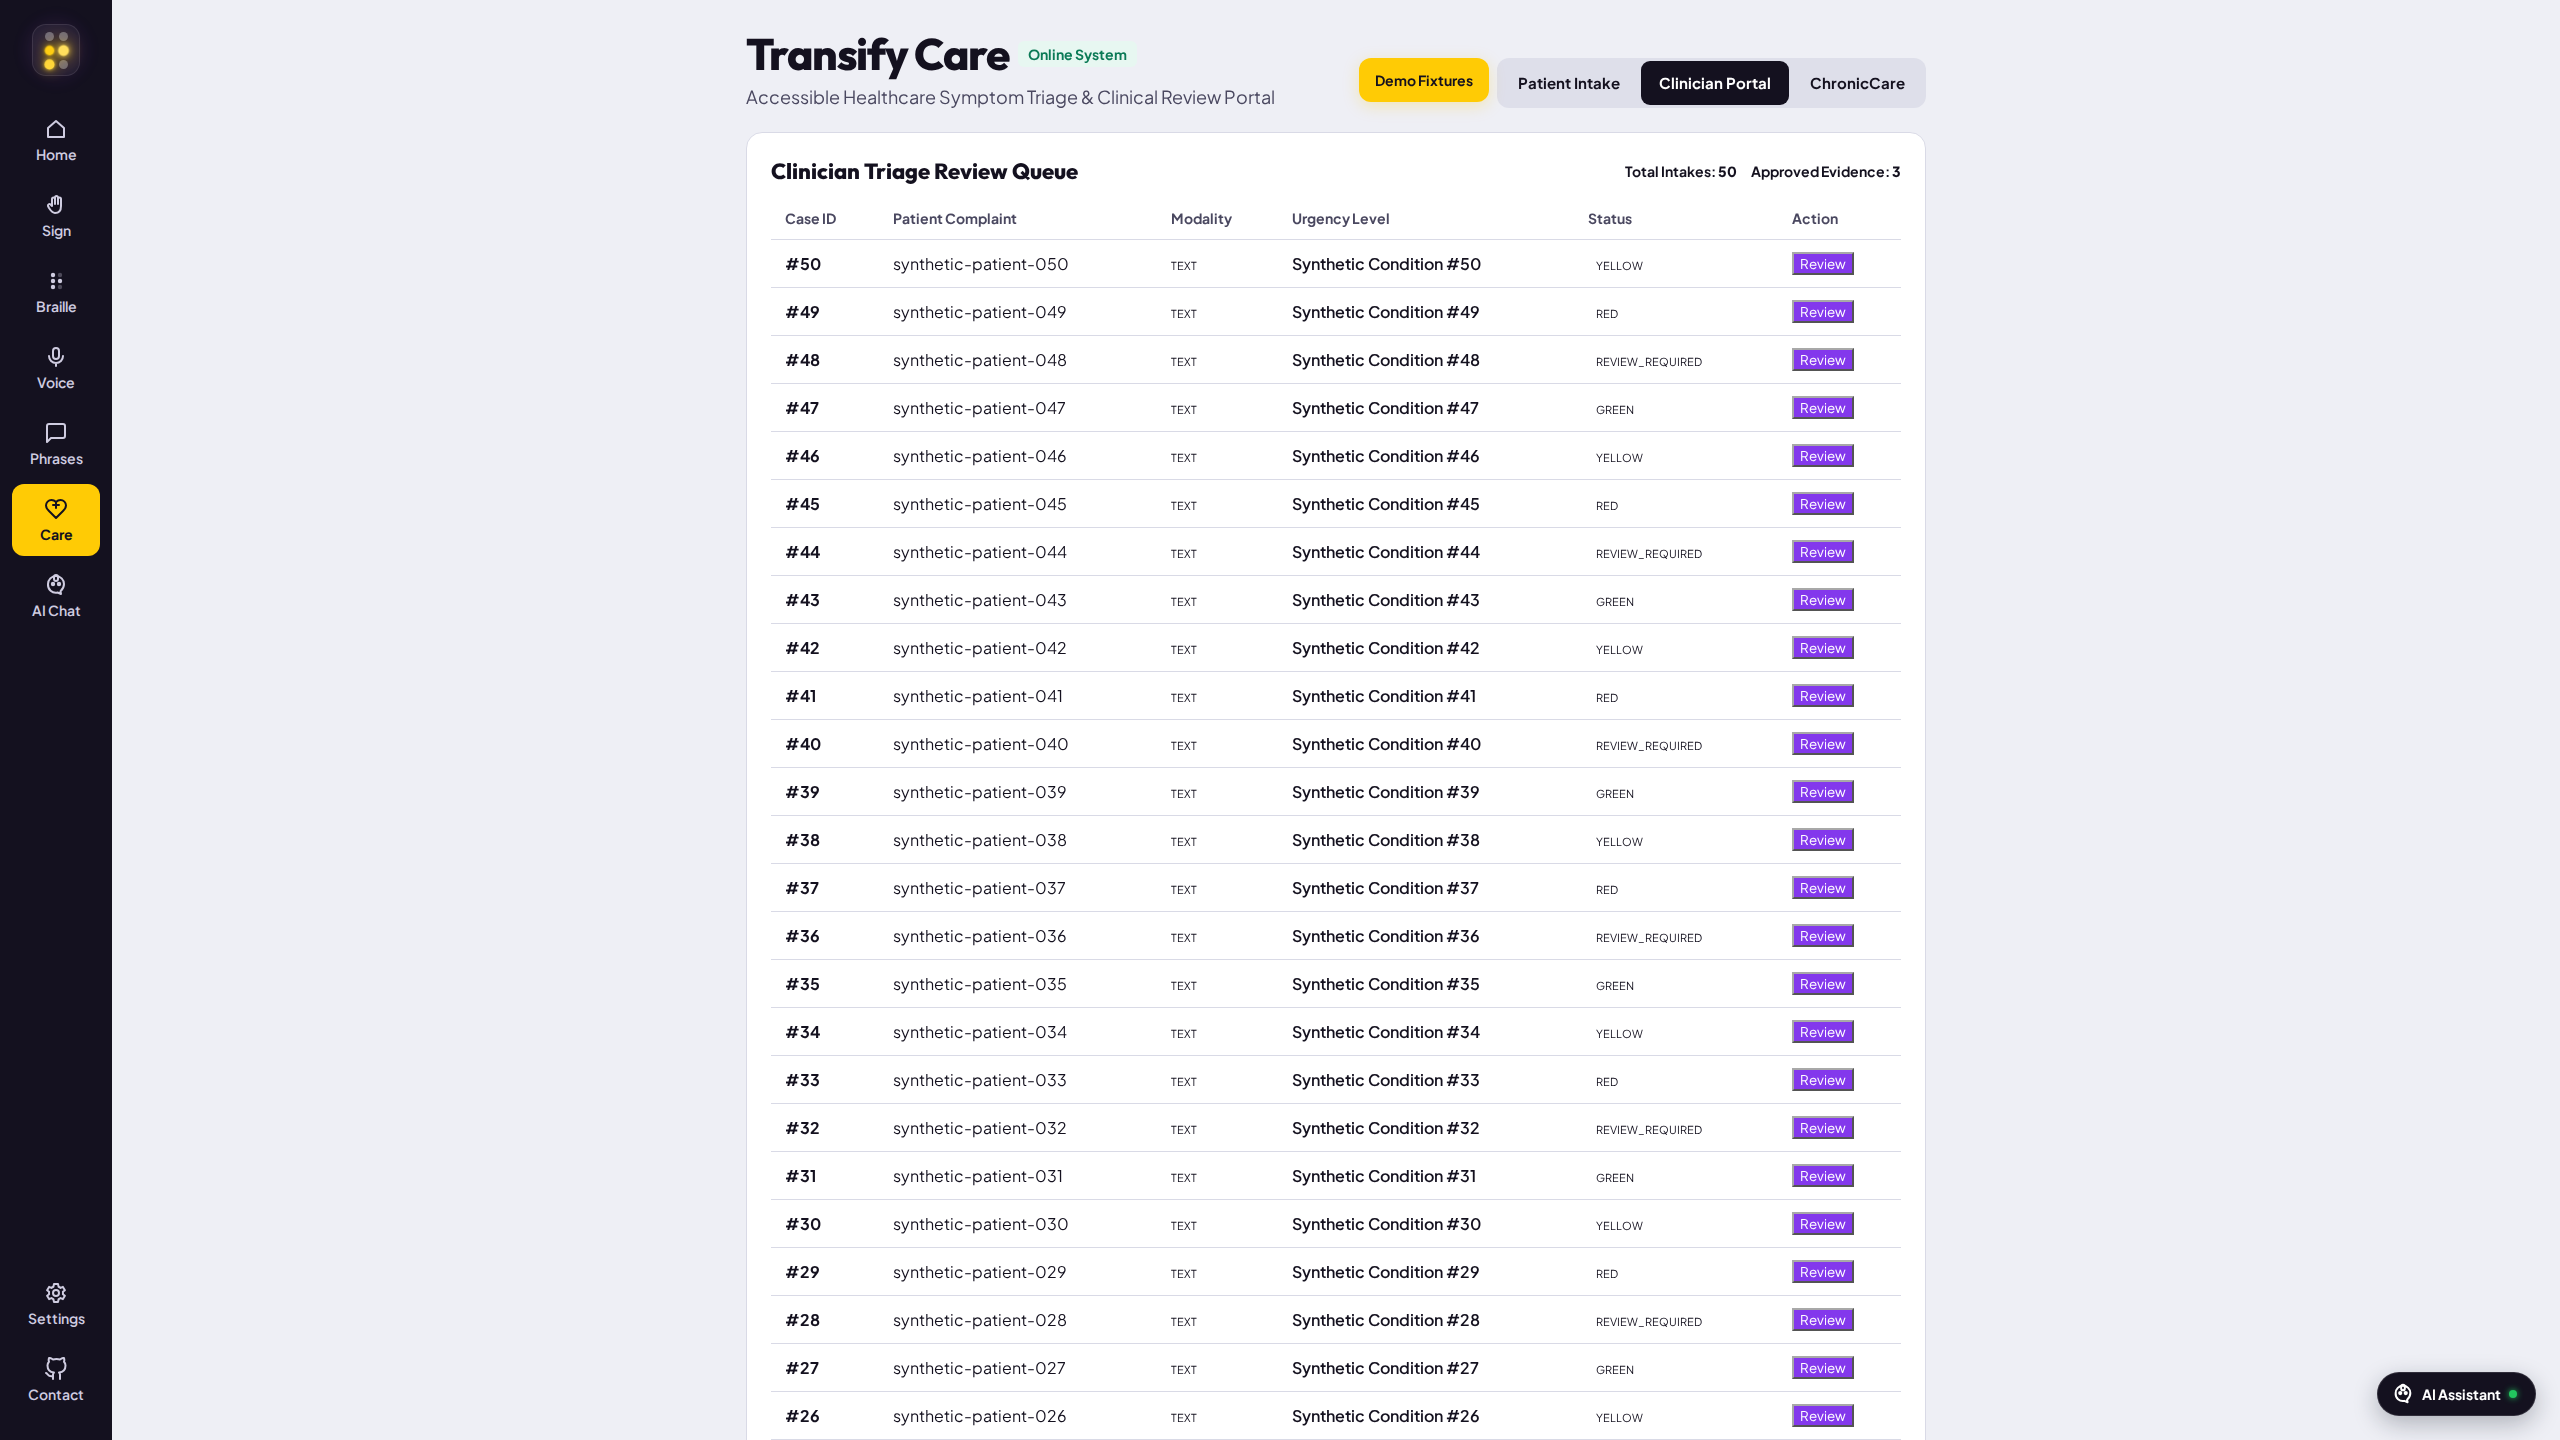 Home
Sign
Braille
Voice
Phrases
Care
AI Chat
Settings
Contact
Transify Care Online System
Accessible Healthcare Symptom Triage & Clinical Review Portal
Demo Fixtures Patient Intake Clinician Portal ChronicCare
Clinician Triage Review Queue Total Intakes: 50 Approved Evidence: 3
Case ID Patient Complaint Modality Urgency Level Status Action
#50 synthetic-patient-050 TEXT Synthetic Condition #50 YELLOW Review
#49 synthetic-patient-049 TEXT Synthetic Condition #49 RED Review
#48 synthetic-patient-048 TEXT Synthetic Condition #48 REVIEW_REQUIRED Review
#47 synthetic-patient-047 TEXT Synthetic Condition #47 GREEN Review
#46 synthetic-patient-046 TEXT Synthetic Condition #46 YELLOW Review
#45 synthetic-patient-045 TEXT Synthetic Condition #45 RED Review
#44 synthetic-patient-044 TEXT Synthetic Condition #44 REVIEW_REQUIRED Review
#43 synthetic-patient-043 TEXT Synthetic Condition #43 GREEN Review
#42 synthetic-patient-042 TEXT Synthetic Condition #42 YELLOW Review
#41 synthetic-patient-041 TEXT Synthetic Condition #41 RED Review
#40 synthetic-patient-040 TEXT Synthetic Condition #40 REVIEW_REQUIRED Review
#39 synthetic-patient-039 TEXT Synthetic Condition #39 GREEN Review
#38 synthetic-patient-038 TEXT Synthetic Condition #38 YELLOW Review
#37 synthetic-patient-037 TEXT Synthetic Condition #37 RED Review
#36 synthetic-patient-036 TEXT Synthetic Condition #36 REVIEW_REQUIRED Review
#35 synthetic-patient-035 TEXT Synthetic Condition #35 GREEN Review
#34 synthetic-patient-034 TEXT Synthetic Condition #34 YELLOW Review
#33 synthetic-patient-033 TEXT Synthetic Condition #33 RED Review
#32 synthetic-patient-032 TEXT Synthetic Condition #32 REVIEW_REQUIRED Review
#31 synthetic-patient-031 TEXT Synthetic Condition #31 GREEN Review
#30 synthetic-patient-030 TEXT Synthetic Condition #30 YELLOW Review
#29 synthetic-patient-029 TEXT Synthetic Condition #29 RED Review
#28 synthetic-patient-028 TEXT Synthetic Condition #28 REVIEW_REQUIRED Review
#27 synthetic-patient-027 TEXT Synthetic Condition #27 GREEN Review
#26 synthetic-patient-026 TEXT Synthetic Condition #26 YELLOW Review
AI Assistant